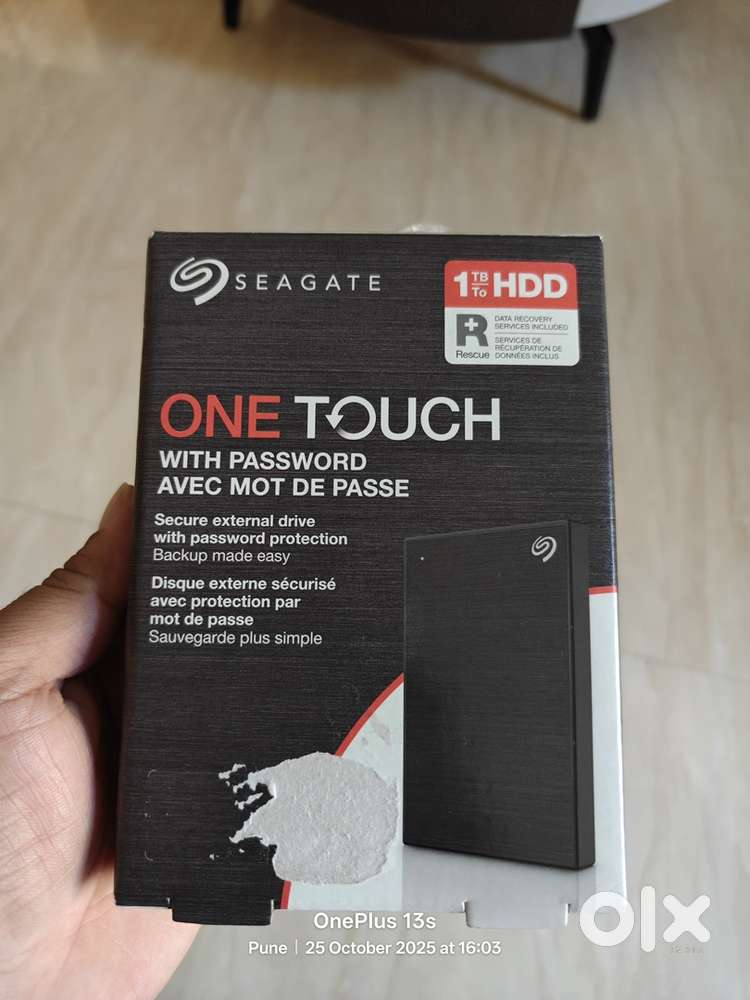 SEAGATE
1 TB To HDD
R Rescue
DATA RECOVERY
SERVICES INCLUDED
SERVICES DE
RÉCUPÉRATION DE
DONNÉES INCLUS
ONE TOUCH
WITH PASSWORD
AVEC MOT DE PASSE
Secure external drive
with password protection
Backup made easy
Disque externe sécurisé
avec protection par
mot de passe
Sauvegarde plus simple
OnePlus 13s
Pune | 25 October 2025 at 16:03
olx